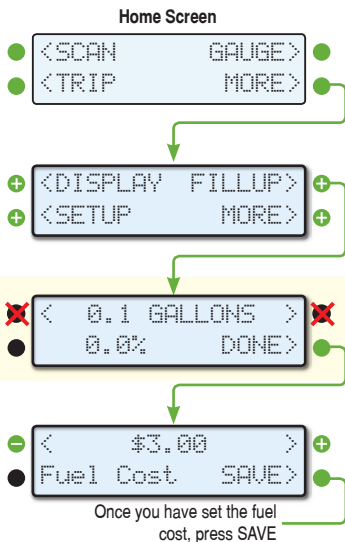 Home Screen
<SCAN GAUGE>
<TRIP MORE>
<DISPLAY FILLUP>
<SETUP MORE>
< 0.1 GALLONS >
0.0% DONE>
< $3.00 >
Fuel Cost SAVE>
Once you have set the fuel
cost, press SAVE